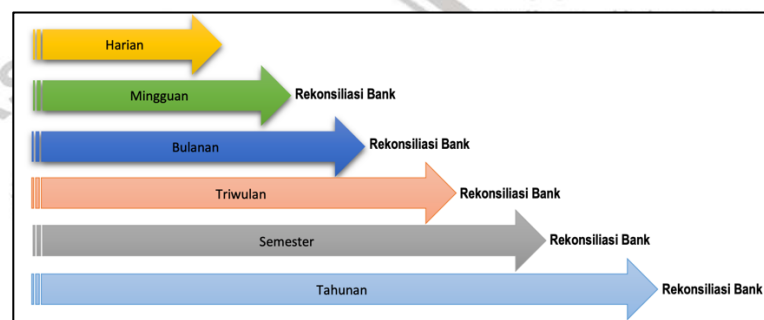 Harian
Mingguan Rekonsiliasi Bank
Bulanan Rekonsiliasi Bank
Triwulan Rekonsiliasi Bank
Semester Rekonsiliasi Bank
Tahunan Rekonsiliasi Bank